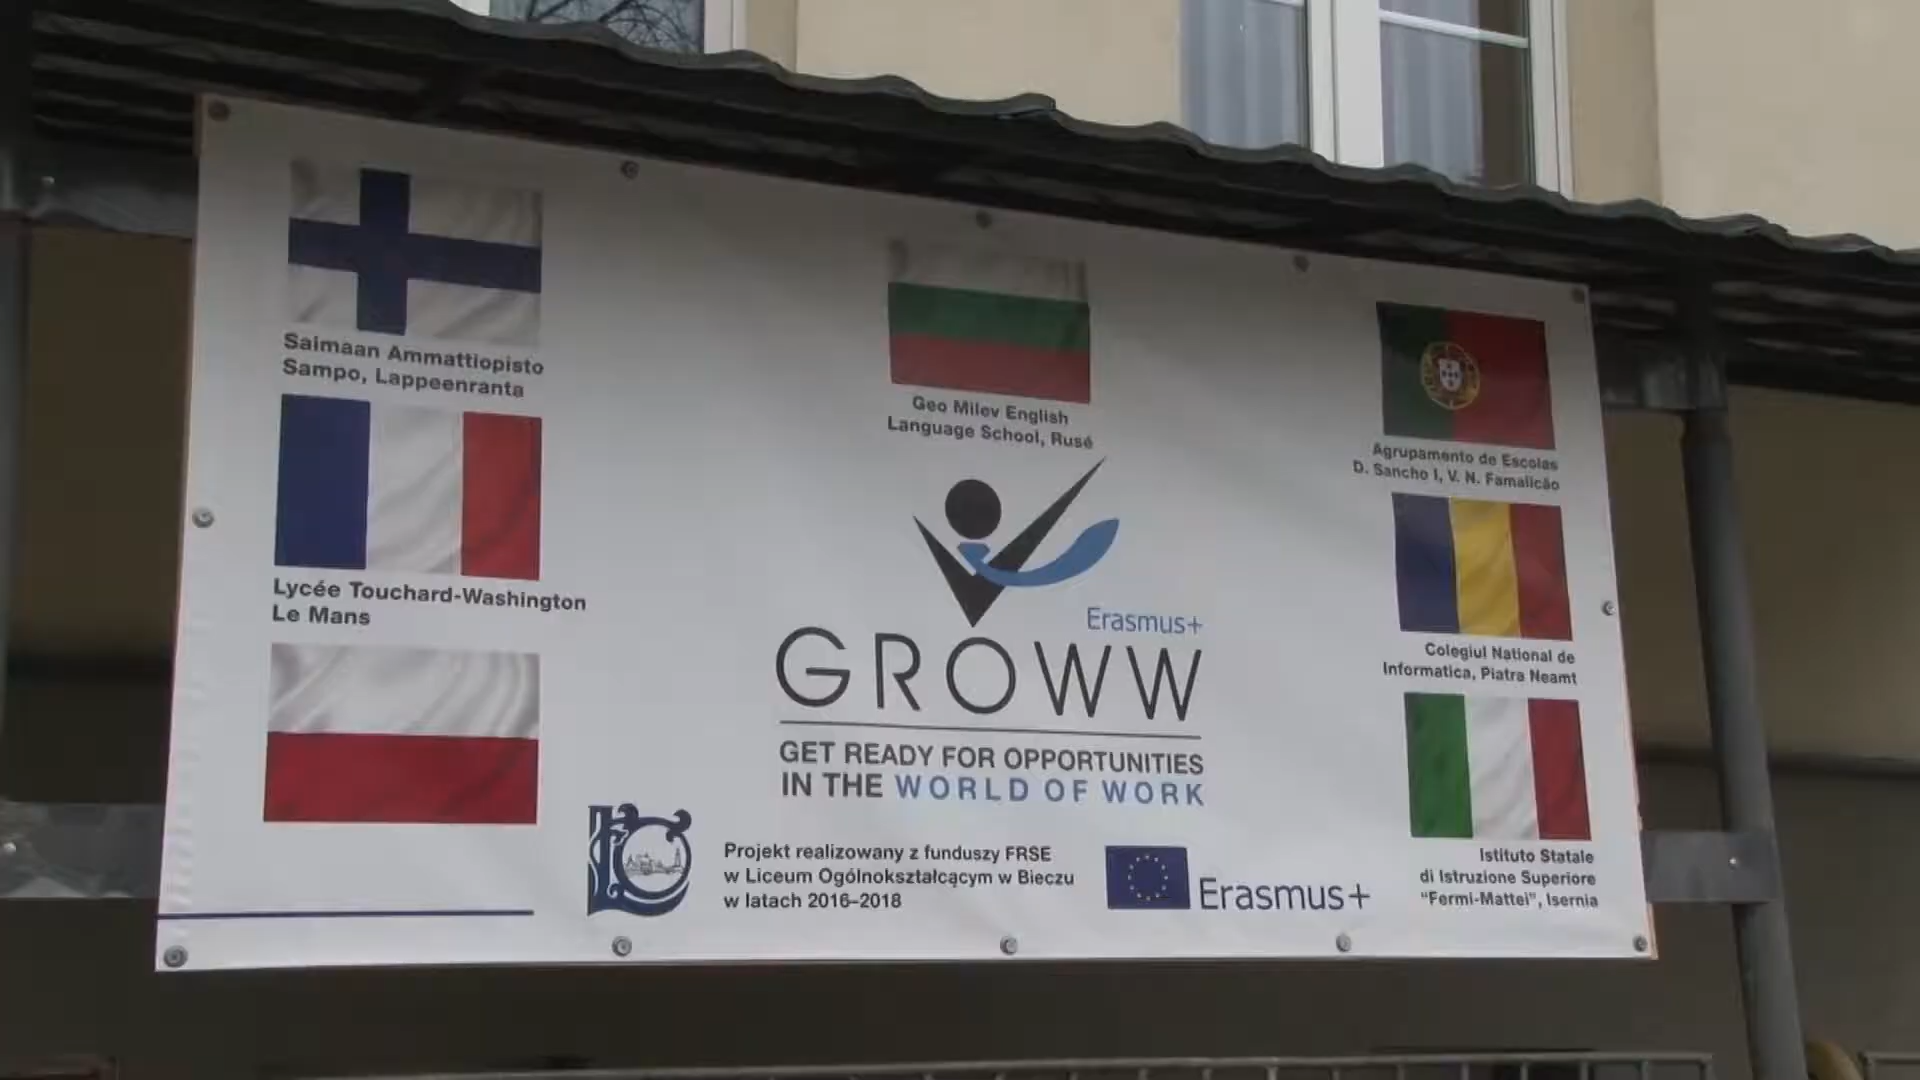 Saimaan Ammattiopisto
Sampo, Lappeenranta
Lycée Touchard-Washington
Le Mans
Geo Milev English
Language School, Rusé
Erasmus+
GROWW
GET READY FOR OPPORTUNITIES
IN THE WORLD OF WORK
Projekt realizowany z funduszy FRSE
w Liceum Ogólnokształcącym w Bieczu
w latach 2016–2018
Erasmus+
Agrupamento de Escolas
D. Sancho I, V. N. Famalicão
Colegiul National de
Informatica, Piatra Neamt
Istituto Statale
di Istruzione Superiore
"Fermi-Mattei", Isernia